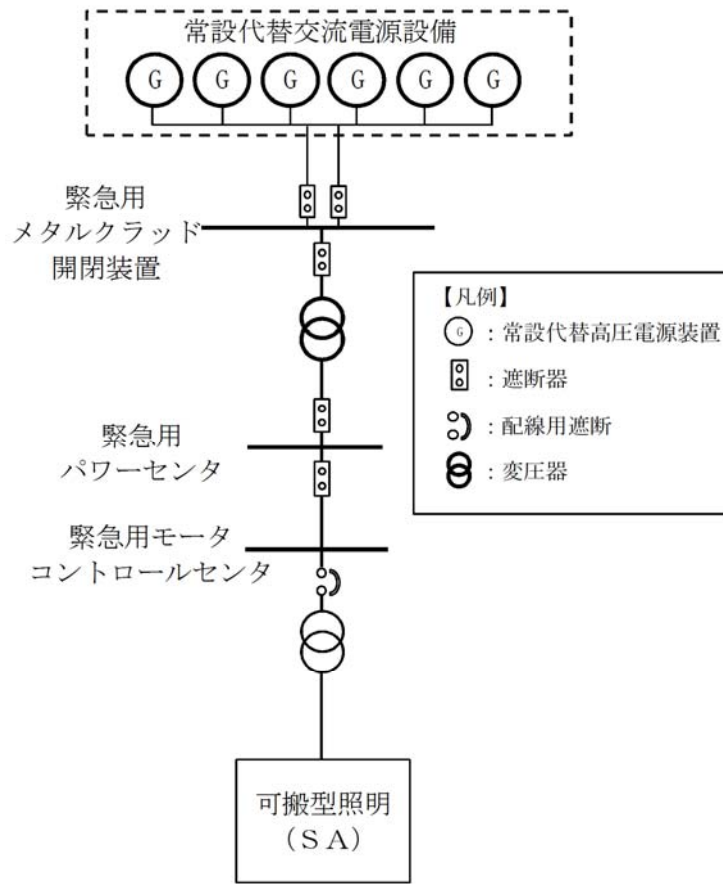 常設代替交流電源設備
G G G G G G
緊急用
メタルクラッド
開閉装置
【凡例】
G ：常設代替高圧電源装置
：遮断器
：配線用遮断
：変圧器
緊急用
パワーセンタ
緊急用モータ
コントロールセンタ
可搬型照明
（ＳＡ）